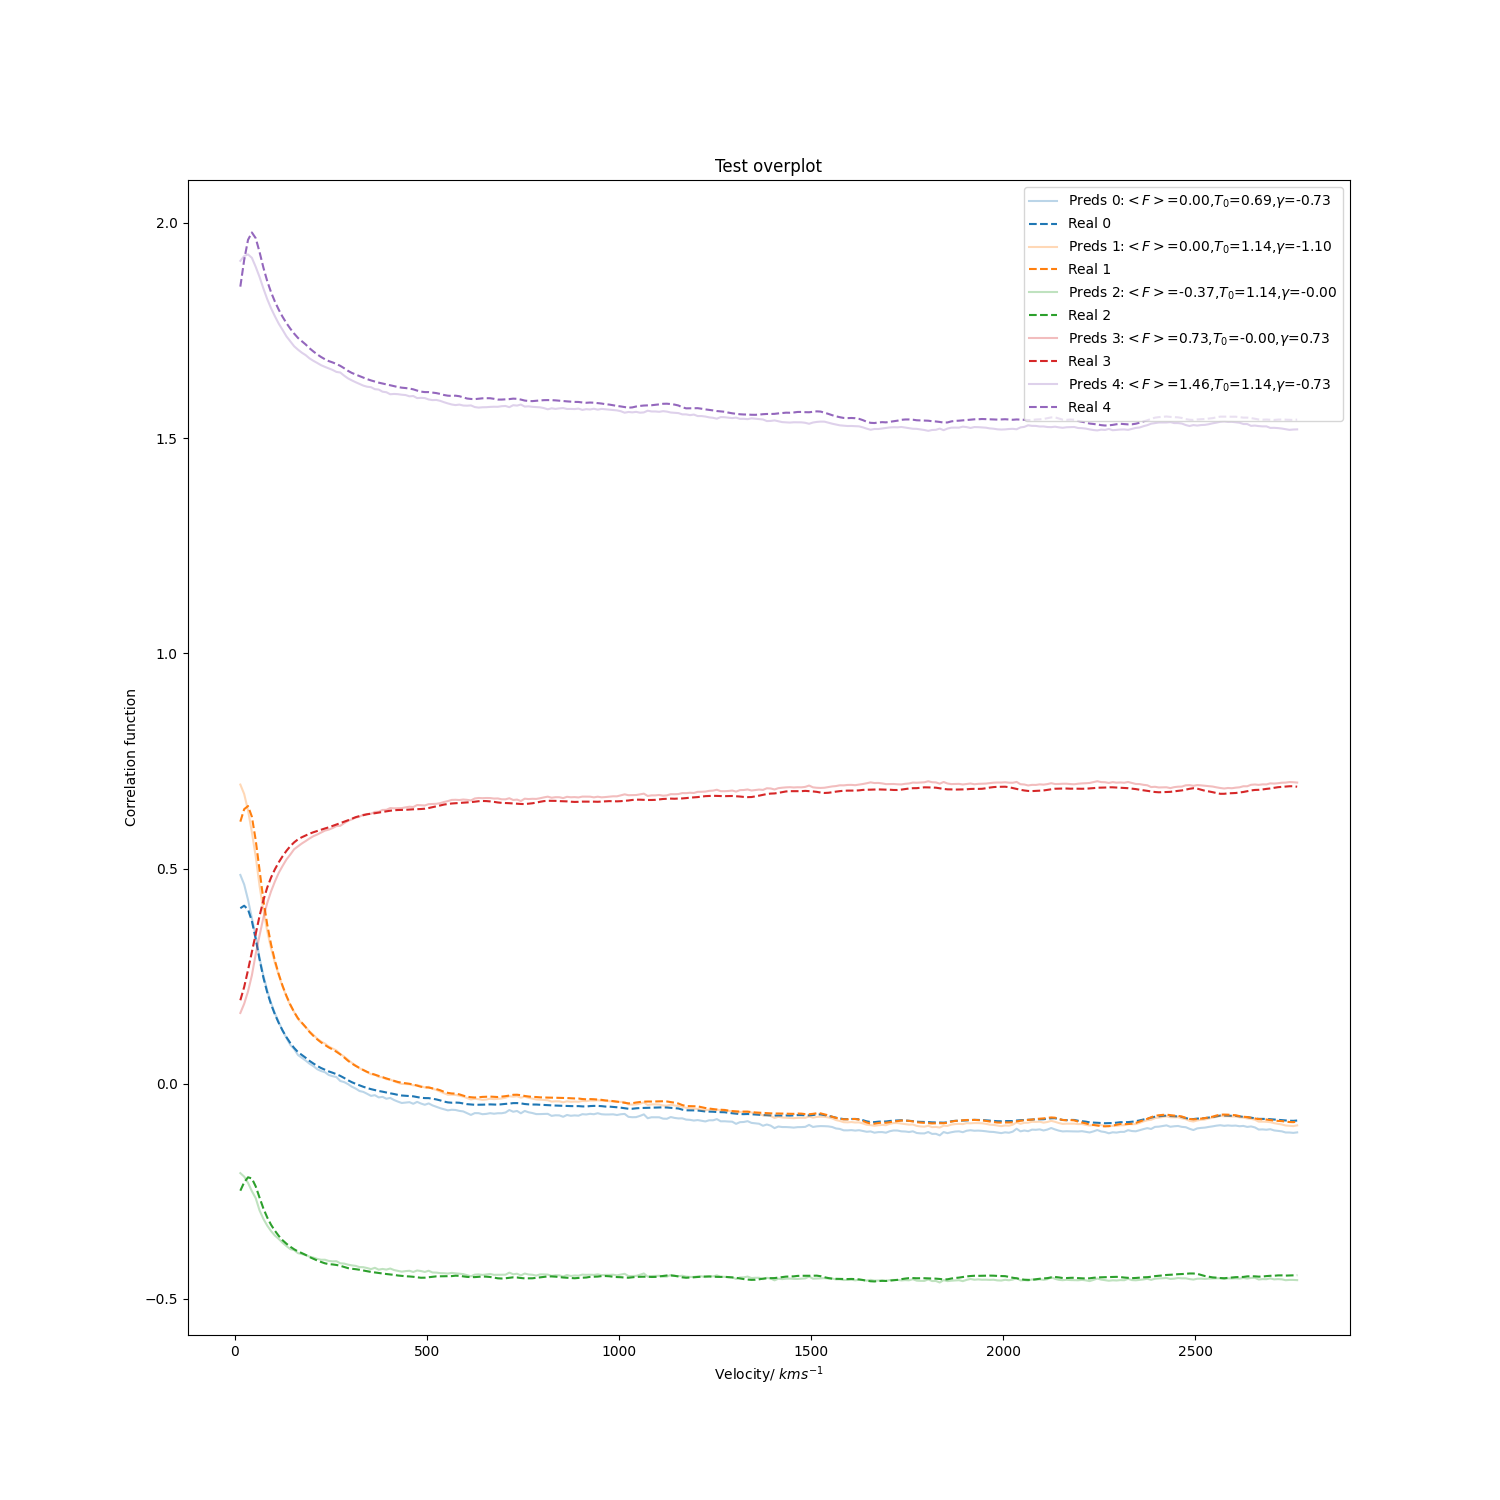 Test overplot
Preds 0: <F>=0.00,T₀=0.69,γ=-0.73
Real 0
Preds 1: <F>=0.00,T₀=1.14,γ=-1.10
Real 1
Preds 2: <F>=-0.37,T₀=1.14,γ=-0.00
Real 2
Preds 3: <F>=0.73,T₀=-0.00,γ=0.73
Real 3
Preds 4: <F>=1.46,T₀=1.14,γ=-0.73
Real 4
2.0
1.5
1.0
0.5
0.0
−0.5
Correlation function
0 500 1000 1500 2000 2500
Velocity/ kms⁻¹